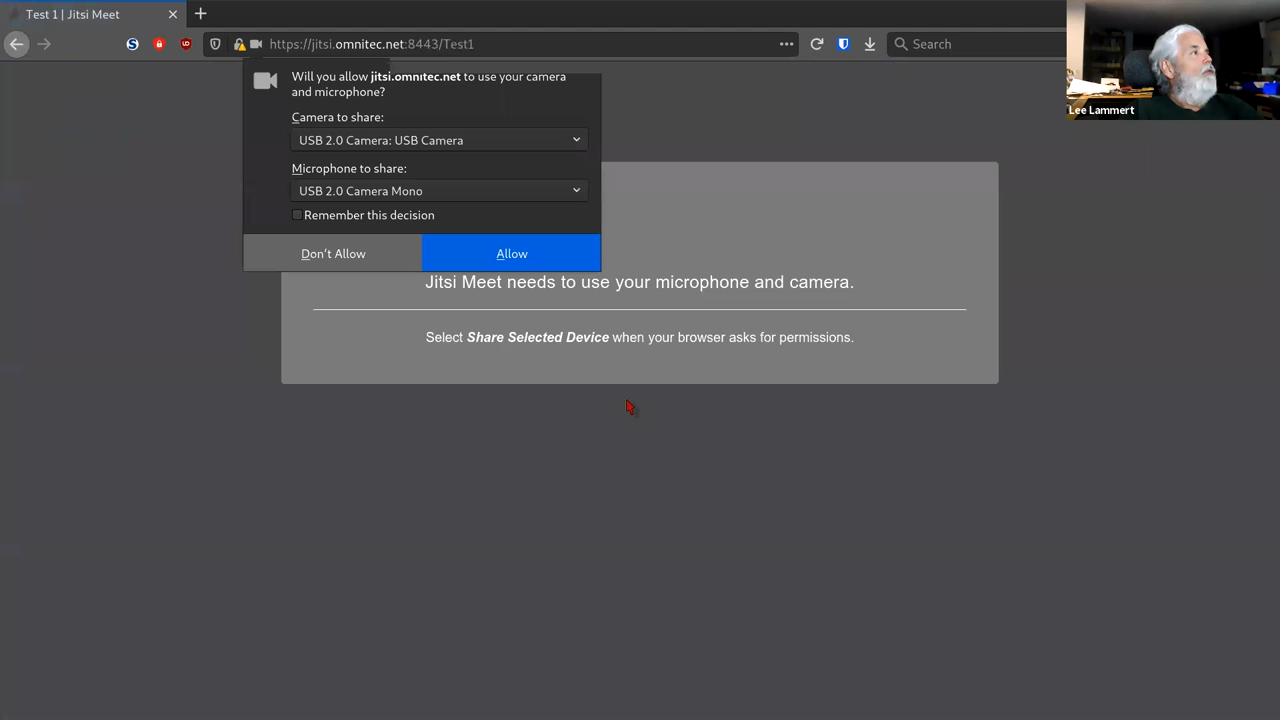 Test 1 | Jitsi Meet
https://jitsi.omnitec.net:8443/Test1
Search
Lee Lammert
Will you allow jitsi.omnitec.net to use your camera
and microphone?
Camera to share:
USB 2.0 Camera: USB Camera
Microphone to share:
USB 2.0 Camera Mono
Remember this decision
Don't Allow
Allow
Jitsi Meet needs to use your microphone and camera.
Select Share Selected Device when your browser asks for permissions.